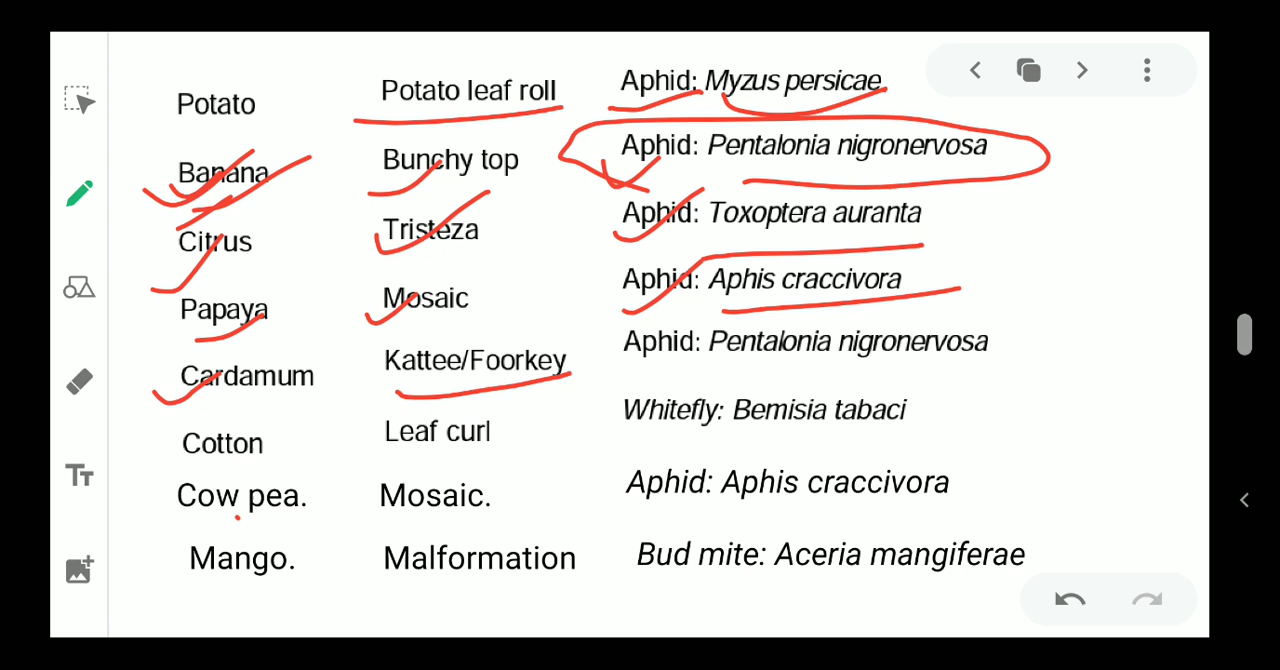 Potato Potato leaf roll Aphid: Myzus persicae
Banana Bunchy top Aphid: Pentalonia nigronervosa
Citrus Tristeza Aphid: Toxoptera auranta
Papaya Mosaic Aphid: Aphis craccivora
Cardamum Kattee/Foorkey Aphid: Pentalonia nigronervosa
Cotton Leaf curl Whitefly: Bemisia tabaci
Cow pea. Mosaic. Aphid: Aphis craccivora
Mango. Malformation Bud mite: Aceria mangiferae
TT